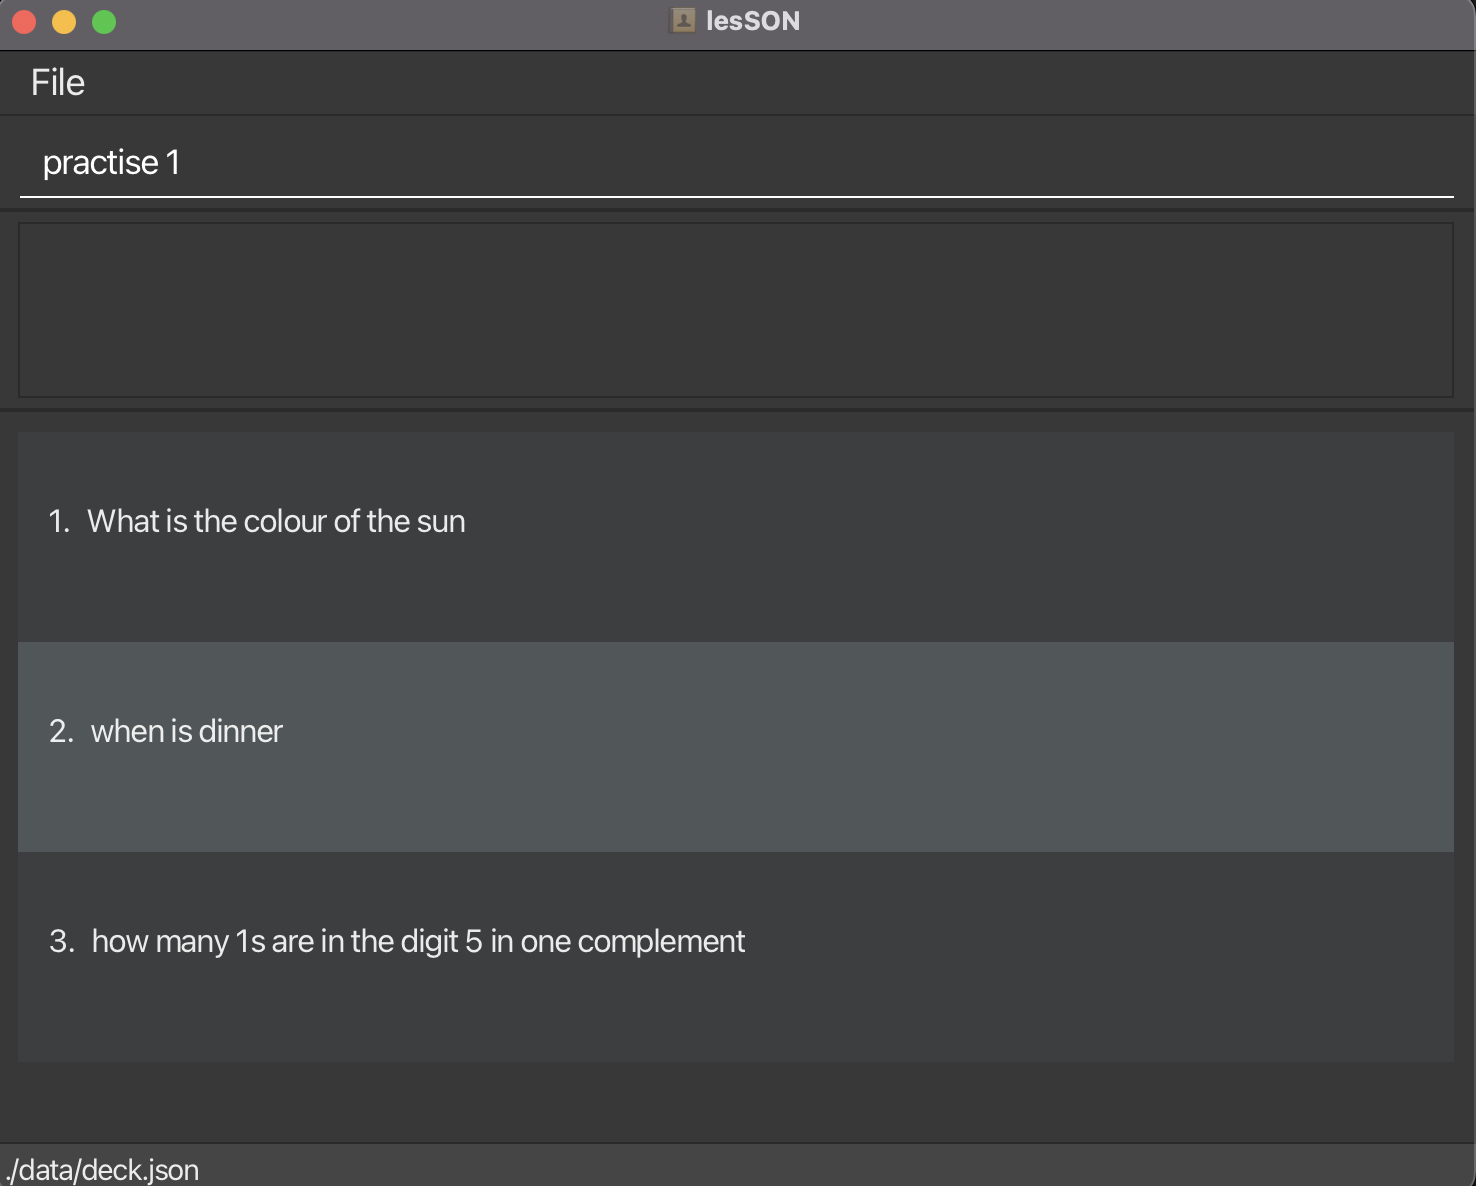 lesSON
File
practise 1
1. What is the colour of the sun
2. when is dinner
3. how many 1s are in the digit 5 in one complement
./data/deck.json